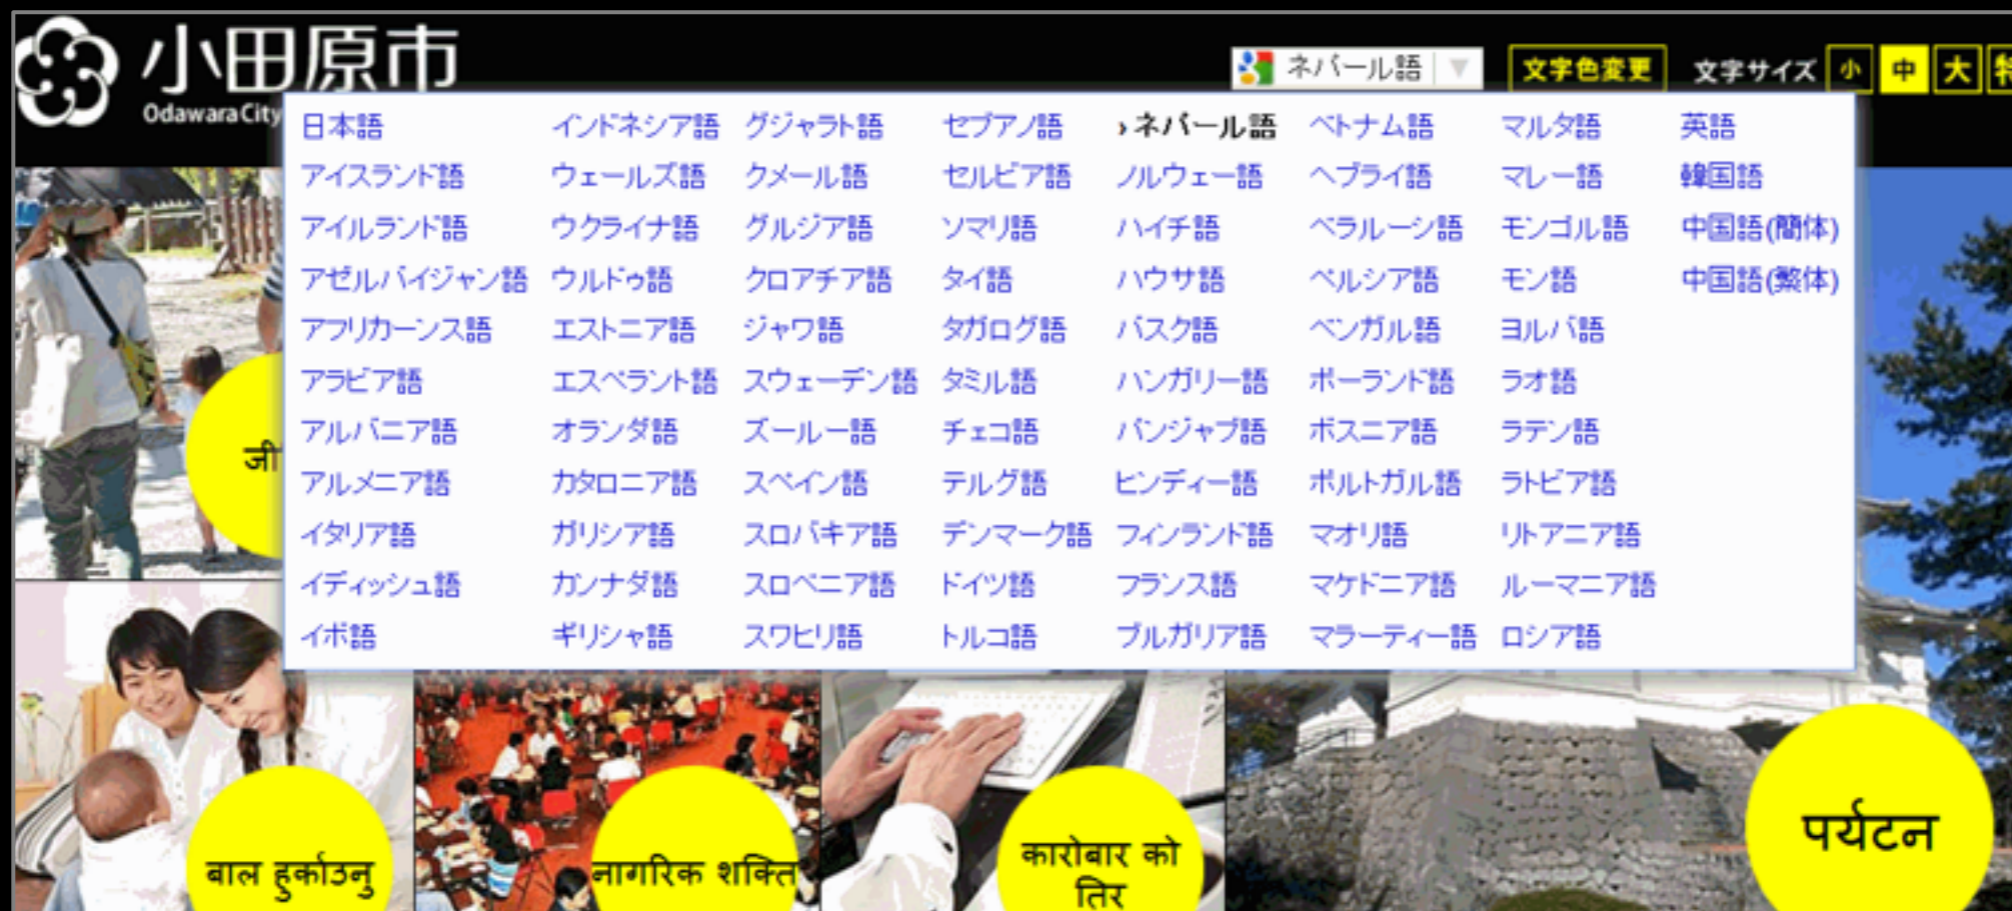 小田原市
Odawara City
ネパール語
文字色変更
文字サイズ 小 中 大
日本語 インドネシア語 グジャラト語 セブアノ語 ›ネパール語 ベトナム語 マルタ語 英語
アイスランド語 ウェールズ語 クメール語 セルビア語 ノルウェー語 ヘブライ語 マレー語 韓国語
アイルランド語 ウクライナ語 グルジア語 ソマリ語 ハイチ語 ベラルーシ語 モンゴル語 中国語(簡体)
アゼルバイジャン語 ウルドゥ語 クロアチア語 タイ語 ハウサ語 ペルシア語 モン語 中国語(繁体)
アフリカーンス語 エストニア語 ジャワ語 タガログ語 バスク語 ベンガル語 ヨルバ語
アラビア語 エスペラント語 スウェーデン語 タミル語 ハンガリー語 ポーランド語 ラオ語
アルバニア語 オランダ語 ズールー語 チェコ語 パンジャブ語 ボスニア語 ラテン語
アルメニア語 カタロニア語 スペイン語 テルグ語 ヒンディー語 ポルトガル語 ラトビア語
イタリア語 ガリシア語 スロバキア語 デンマーク語 フィンランド語 マオリ語 リトアニア語
イディッシュ語 カンナダ語 スロベニア語 ドイツ語 フランス語 マケドニア語 ルーマニア語
イボ語 ギリシャ語 スワヒリ語 トルコ語 ブルガリア語 マラーティー語 ロシア語
बाल हुर्काउनु
नागरिक शक्ति
कारोबार को
तिर
पर्यटन